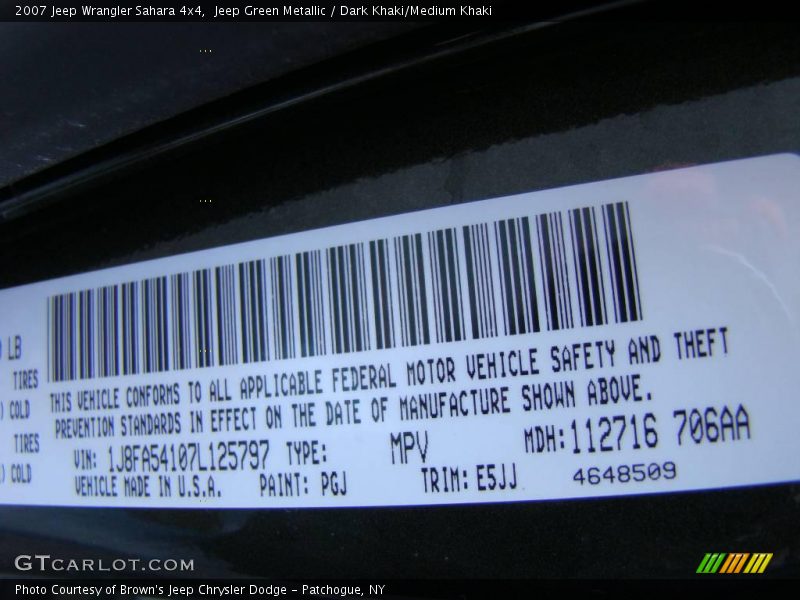 2007 Jeep Wrangler Sahara 4x4, Jeep Green Metallic / Dark Khaki/Medium Khaki
LB
TIRES
) COLD
TIRES
) COLD
THIS VEHICLE CONFORMS TO ALL APPLICABLE FEDERAL MOTOR VEHICLE SAFETY AND THEFT
PREVENTION STANDARDS IN EFFECT ON THE DATE OF MANUFACTURE SHOWN ABOVE.
VIN: 1J8FA54107L125797 TYPE: MPV MDH: 112716 706AA
VEHICLE MADE IN U.S.A. PAINT: PGJ TRIM: E5JJ 4648509
GTCARLOT.COM
Photo Courtesy of Brown's Jeep Chrysler Dodge - Patchogue, NY